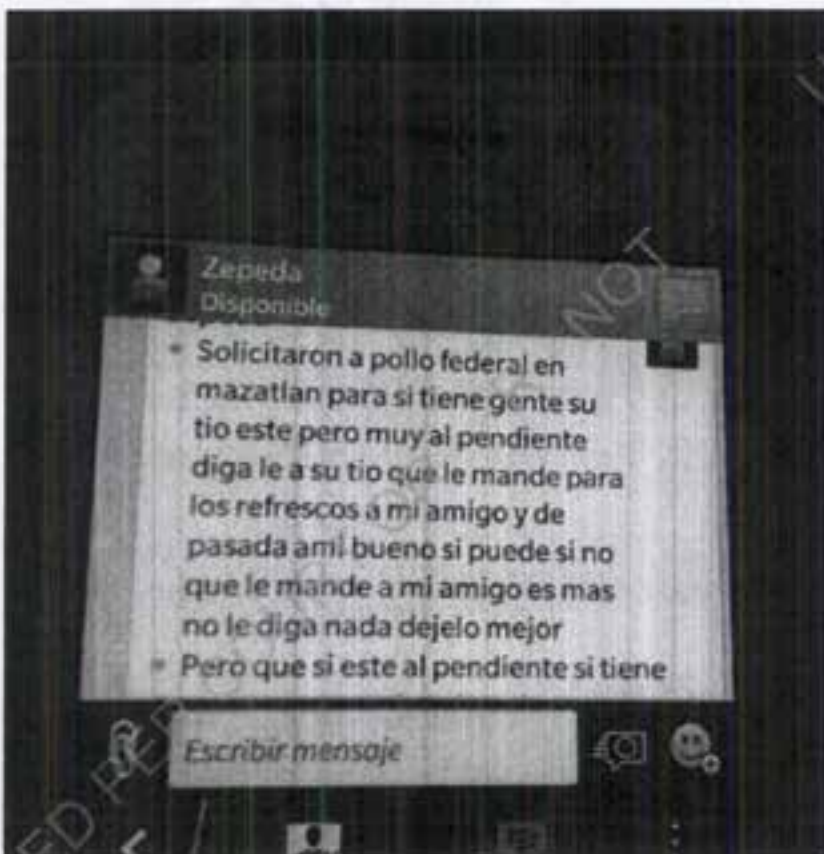 Zepeda
Disponible
Solicitaron a pollo federal en
mazatlan para si tiene gente su
tio este pero muy al pendiente
diga le a su tio que le mande para
los refrescos a mi amigo y de
pasada ami bueno si puede si no
que le mande a mi amigo es mas
no le diga nada dejelo mejor
Pero que si este al pendiente si tiene
Escribir mensaje
NOT